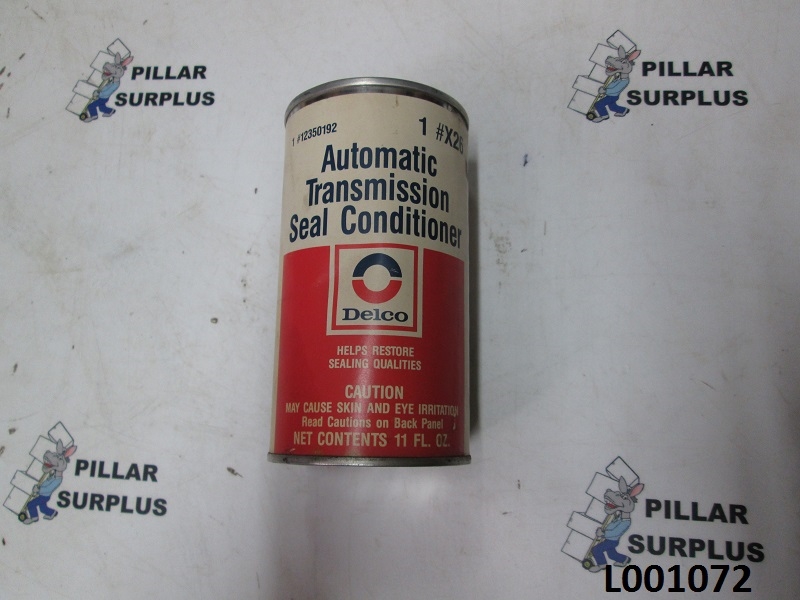 PILLAR
SURPLUS
PILLAR
SURPLUS
1 #12350192
1 #X26
Automatic
Transmission
Seal Conditioner
Delco
HELPS RESTORE
SEALING QUALITIES
CAUTION
MAY CAUSE SKIN AND EYE IRRITATION
Read Cautions on Back Panel
NET CONTENTS 11 FL. OZ.
PILLAR
SURPLUS
PILLAR
SURPLUS
L001072